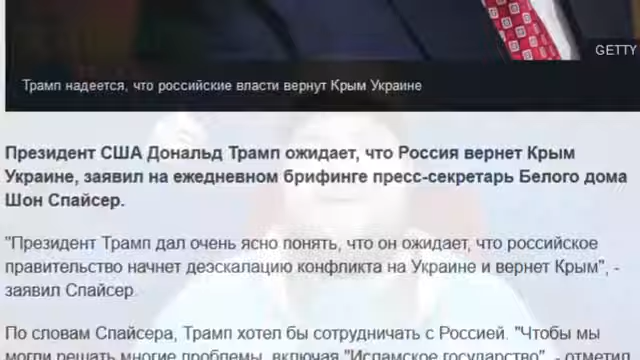 GETTY
Трамп надеется, что российские власти вернут Крым Украине
Президент США Дональд Трамп ожидает, что Россия вернет Крым
Украине, заявил на ежедневном брифинге пресс-секретарь Белого дома
Шон Спайсер.
"Президент Трамп дал очень ясно понять, что он ожидает, что российское
правительство начнет деэскалацию конфликта на Украине и вернет Крым", -
заявил Спайсер.
По словам Спайсера, Трамп хотел бы сотрудничать с Россией. "Чтобы мы
могли решать многие проблемы, включая "Исламское государство", - отметил